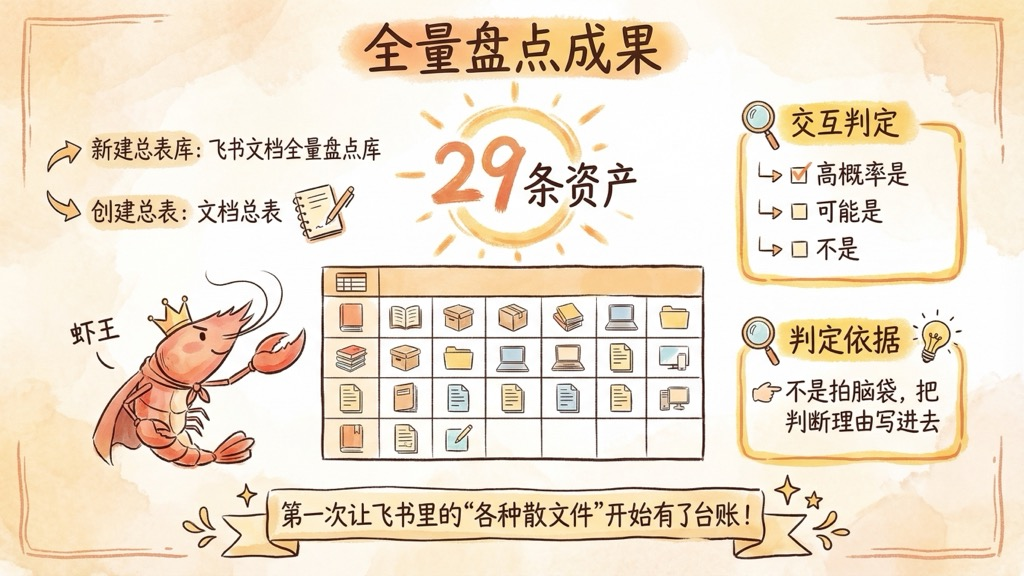 全量盘点成果
新建总表库：飞书文档全量盘点库
创建总表：文档总表
29条资产
虾王
交互判定
高概率是
可能是
不是
判定依据
不是拍脑袋，把
判断理由写进去
第一次让飞书里的“各种散文件”开始有了台账！